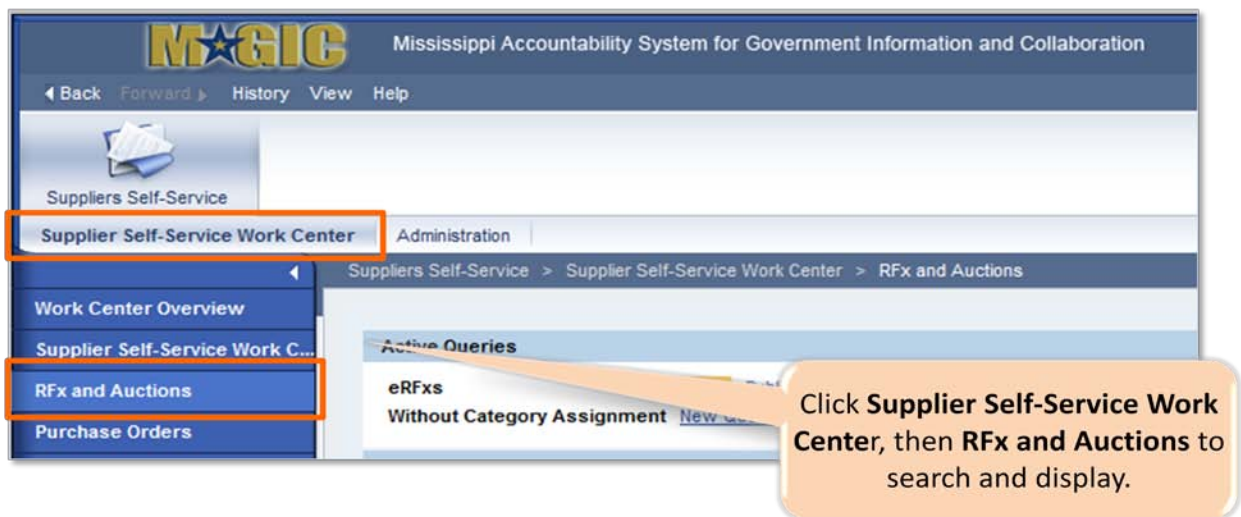 MAGIC Mississippi Accountability System for Government Information and Collaboration
Back Forward History View Help
Suppliers Self-Service
Supplier Self-Service Work Center Administration
Suppliers Self-Service > Supplier Self-Service Work Center > RFx and Auctions
Work Center Overview
Supplier Self-Service Work C...
RFx and Auctions
Purchase Orders
Active Queries
eRFxs
Without Category Assignment New
Click Supplier Self-Service Work
Center, then RFx and Auctions to
search and display.